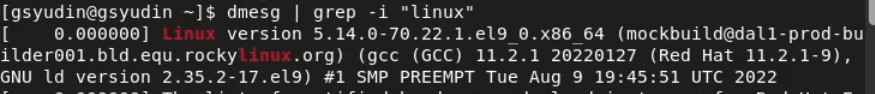 [gsyudin@gsyudin ~]$ dmesg | grep -i "linux"
[    0.000000] Linux version 5.14.0-70.22.1.el9_0.x86_64 (mockbuild@dal1-prod-bu
ilder001.bld.equ.rockylinux.org) (gcc (GCC) 11.2.1 20220127 (Red Hat 11.2.1-9),
GNU ld version 2.35.2-17.el9) #1 SMP PREEMPT Tue Aug 9 19:45:51 UTC 2022